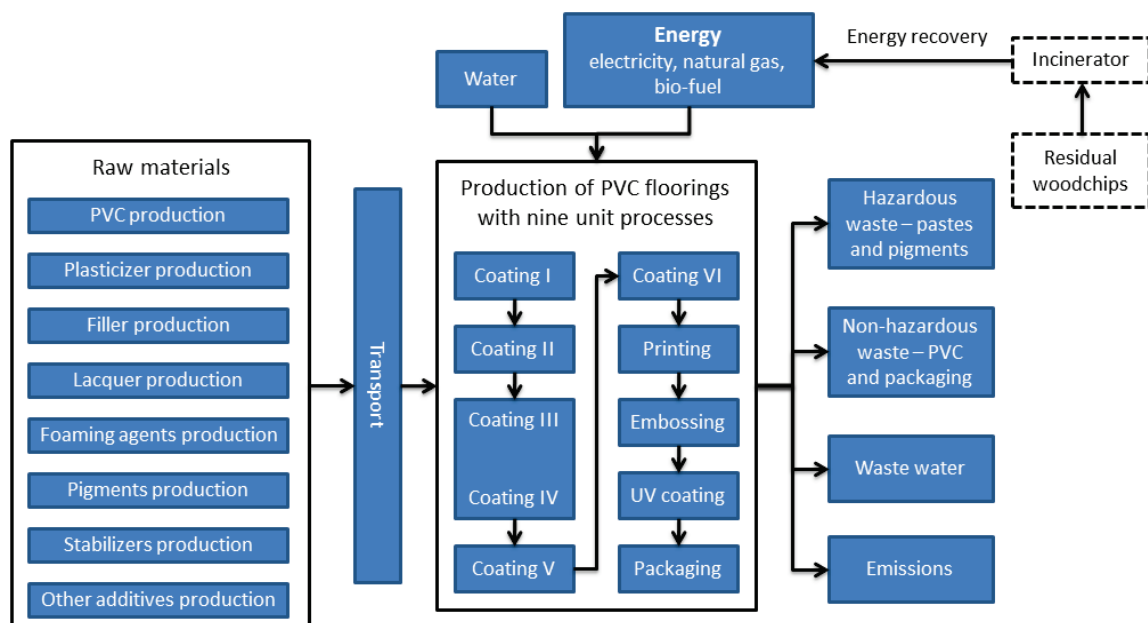 Energy
electricity, natural gas,
bio-fuel
Water
Energy recovery
Incinerator
Residual
woodchips
Raw materials
PVC production
Plasticizer production
Filler production
Lacquer production
Foaming agents production
Pigments production
Stabilizers production
Other additives production
Transport
Production of PVC floorings
with nine unit processes
Coating I
Coating II
Coating III
Coating IV
Coating V
Coating VI
Printing
Embossing
UV coating
Packaging
Hazardous
waste – pastes
and pigments
Non-hazardous
waste – PVC
and packaging
Waste water
Emissions